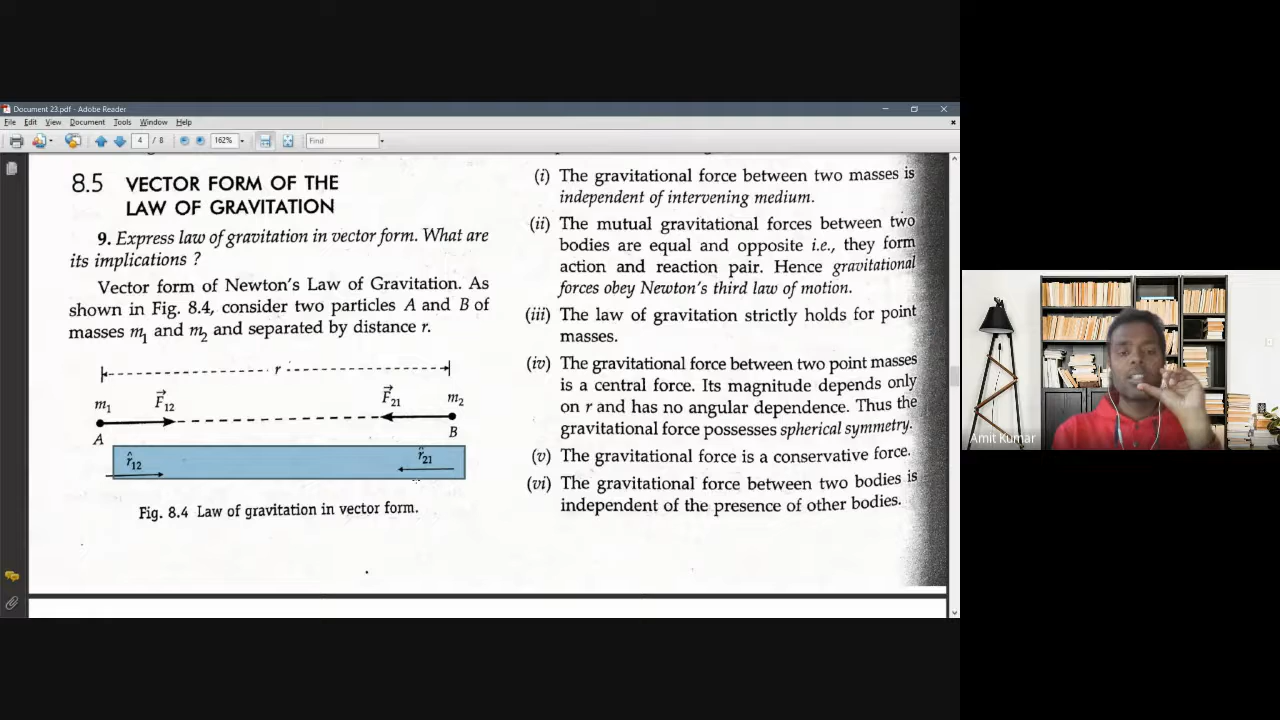 Document 23.pdf - Adobe Reader
File Edit View Document Tools Window Help
4 / 8 162% Find
8.5 VECTOR FORM OF THE
LAW OF GRAVITATION
9. Express law of gravitation in vector form. What are
its implications ?
Vector form of Newton's Law of Gravitation. As
shown in Fig. 8.4, consider two particles A and B of
masses m₁ and m₂ and separated by distance r.
r
m₁ F⃗₁₂ F⃗₂₁ m₂
A B
r̂₁₂ r̂₂₁
Fig. 8.4 Law of gravitation in vector form.
(i) The gravitational force between two masses is
independent of intervening medium.
(ii) The mutual gravitational forces between two
bodies are equal and opposite i.e., they form
action and reaction pair. Hence gravitational
forces obey Newton's third law of motion.
(iii) The law of gravitation strictly holds for point
masses.
(iv) The gravitational force between two point masses
is a central force. Its magnitude depends only
on r and has no angular dependence. Thus the
gravitational force possesses spherical symmetry.
(v) The gravitational force is a conservative force.
(vi) The gravitational force between two bodies is
independent of the presence of other bodies.
Amit Kumar